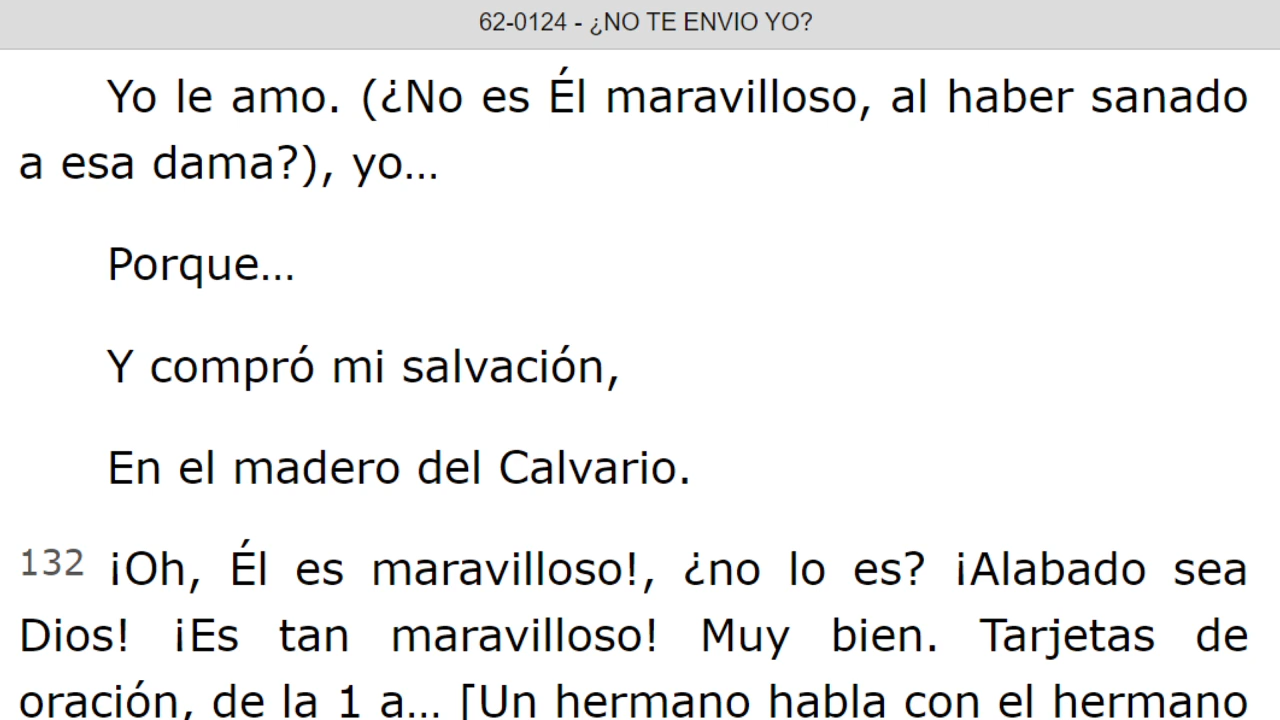 62-0124 - ¿NO TE ENVIO YO?
Yo le amo. (¿No es Él maravilloso, al haber sanado
a esa dama?), yo…
Porque…
Y compró mi salvación,
En el madero del Calvario.
132 ¡Oh, Él es maravilloso!, ¿no lo es? ¡Alabado sea
Dios! ¡Es tan maravilloso! Muy bien. Tarjetas de
oración, de la 1 a… [Un hermano habla con el hermano